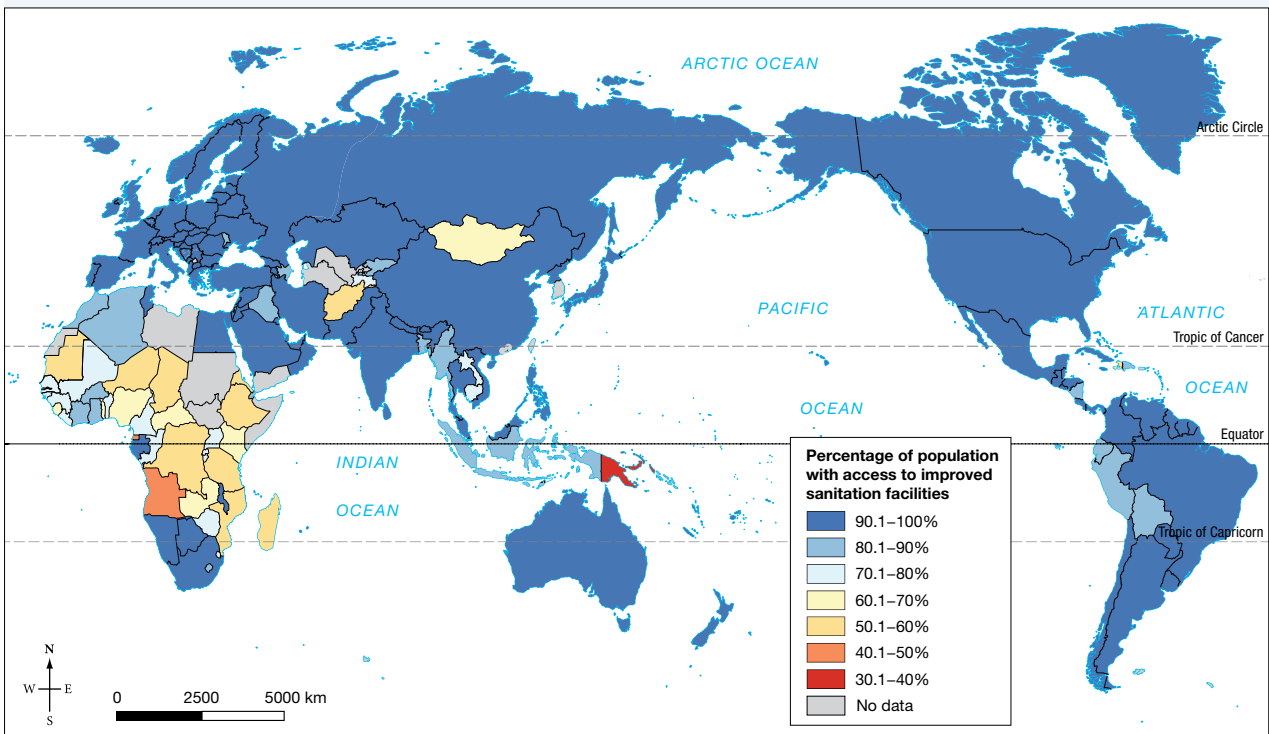 ARCTIC OCEAN
Arctic Circle
PACIFIC
ATLANTIC
Tropic of Cancer
OCEAN
OCEAN
Equator
INDIAN
OCEAN
Tropic of Capricorn
Percentage of population
with access to improved
sanitation facilities
90.1–100%
80.1–90%
70.1–80%
60.1–70%
50.1–60%
40.1–50%
30.1–40%
No data
N
W E
S
0 2500 5000 km